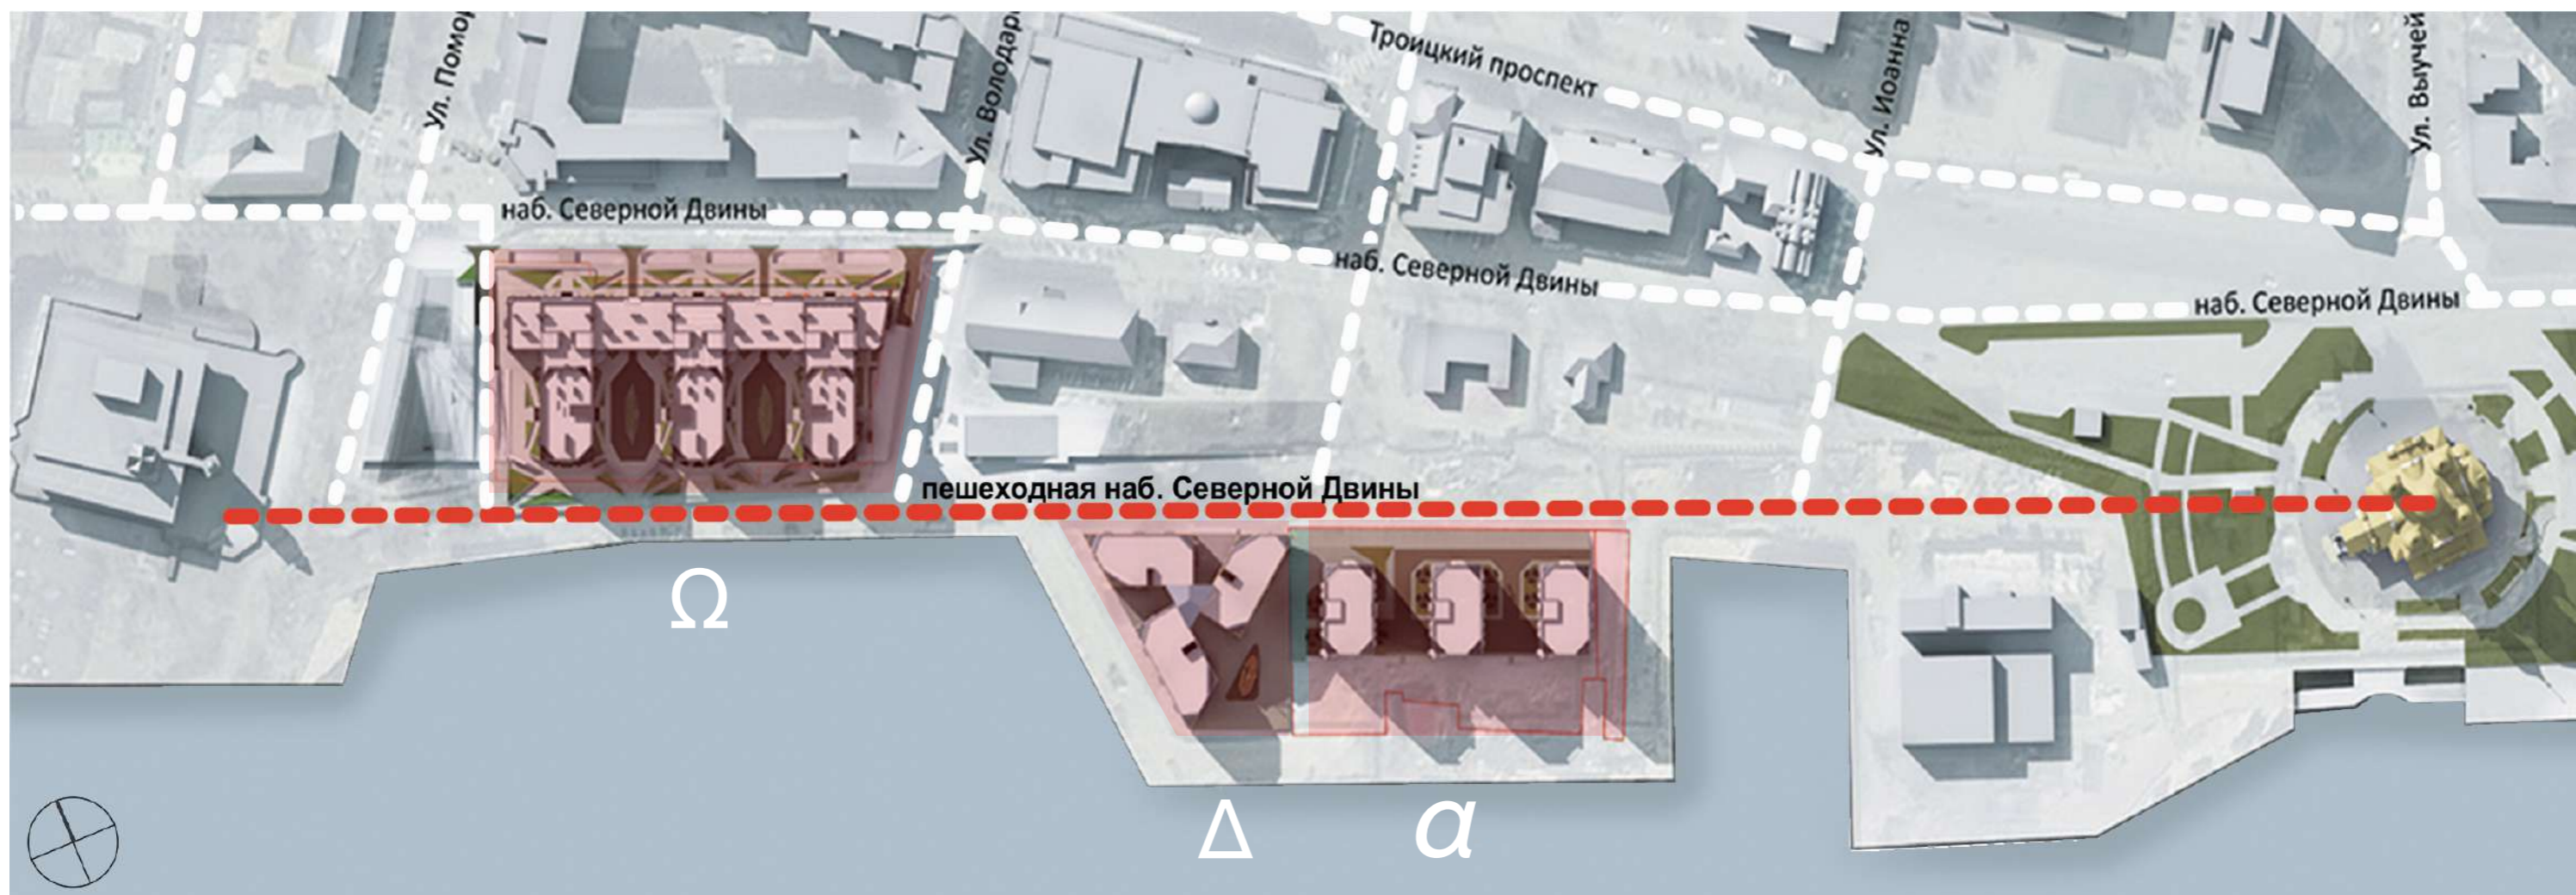 Ул. Помор
Ул. Володар
Троицкий проспект
Ул. Иоанна
Ул. Выучей
наб. Северной Двины
наб. Северной Двины
наб. Северной Двины
пешеходная наб. Северной Двины
Ω
Δ
α